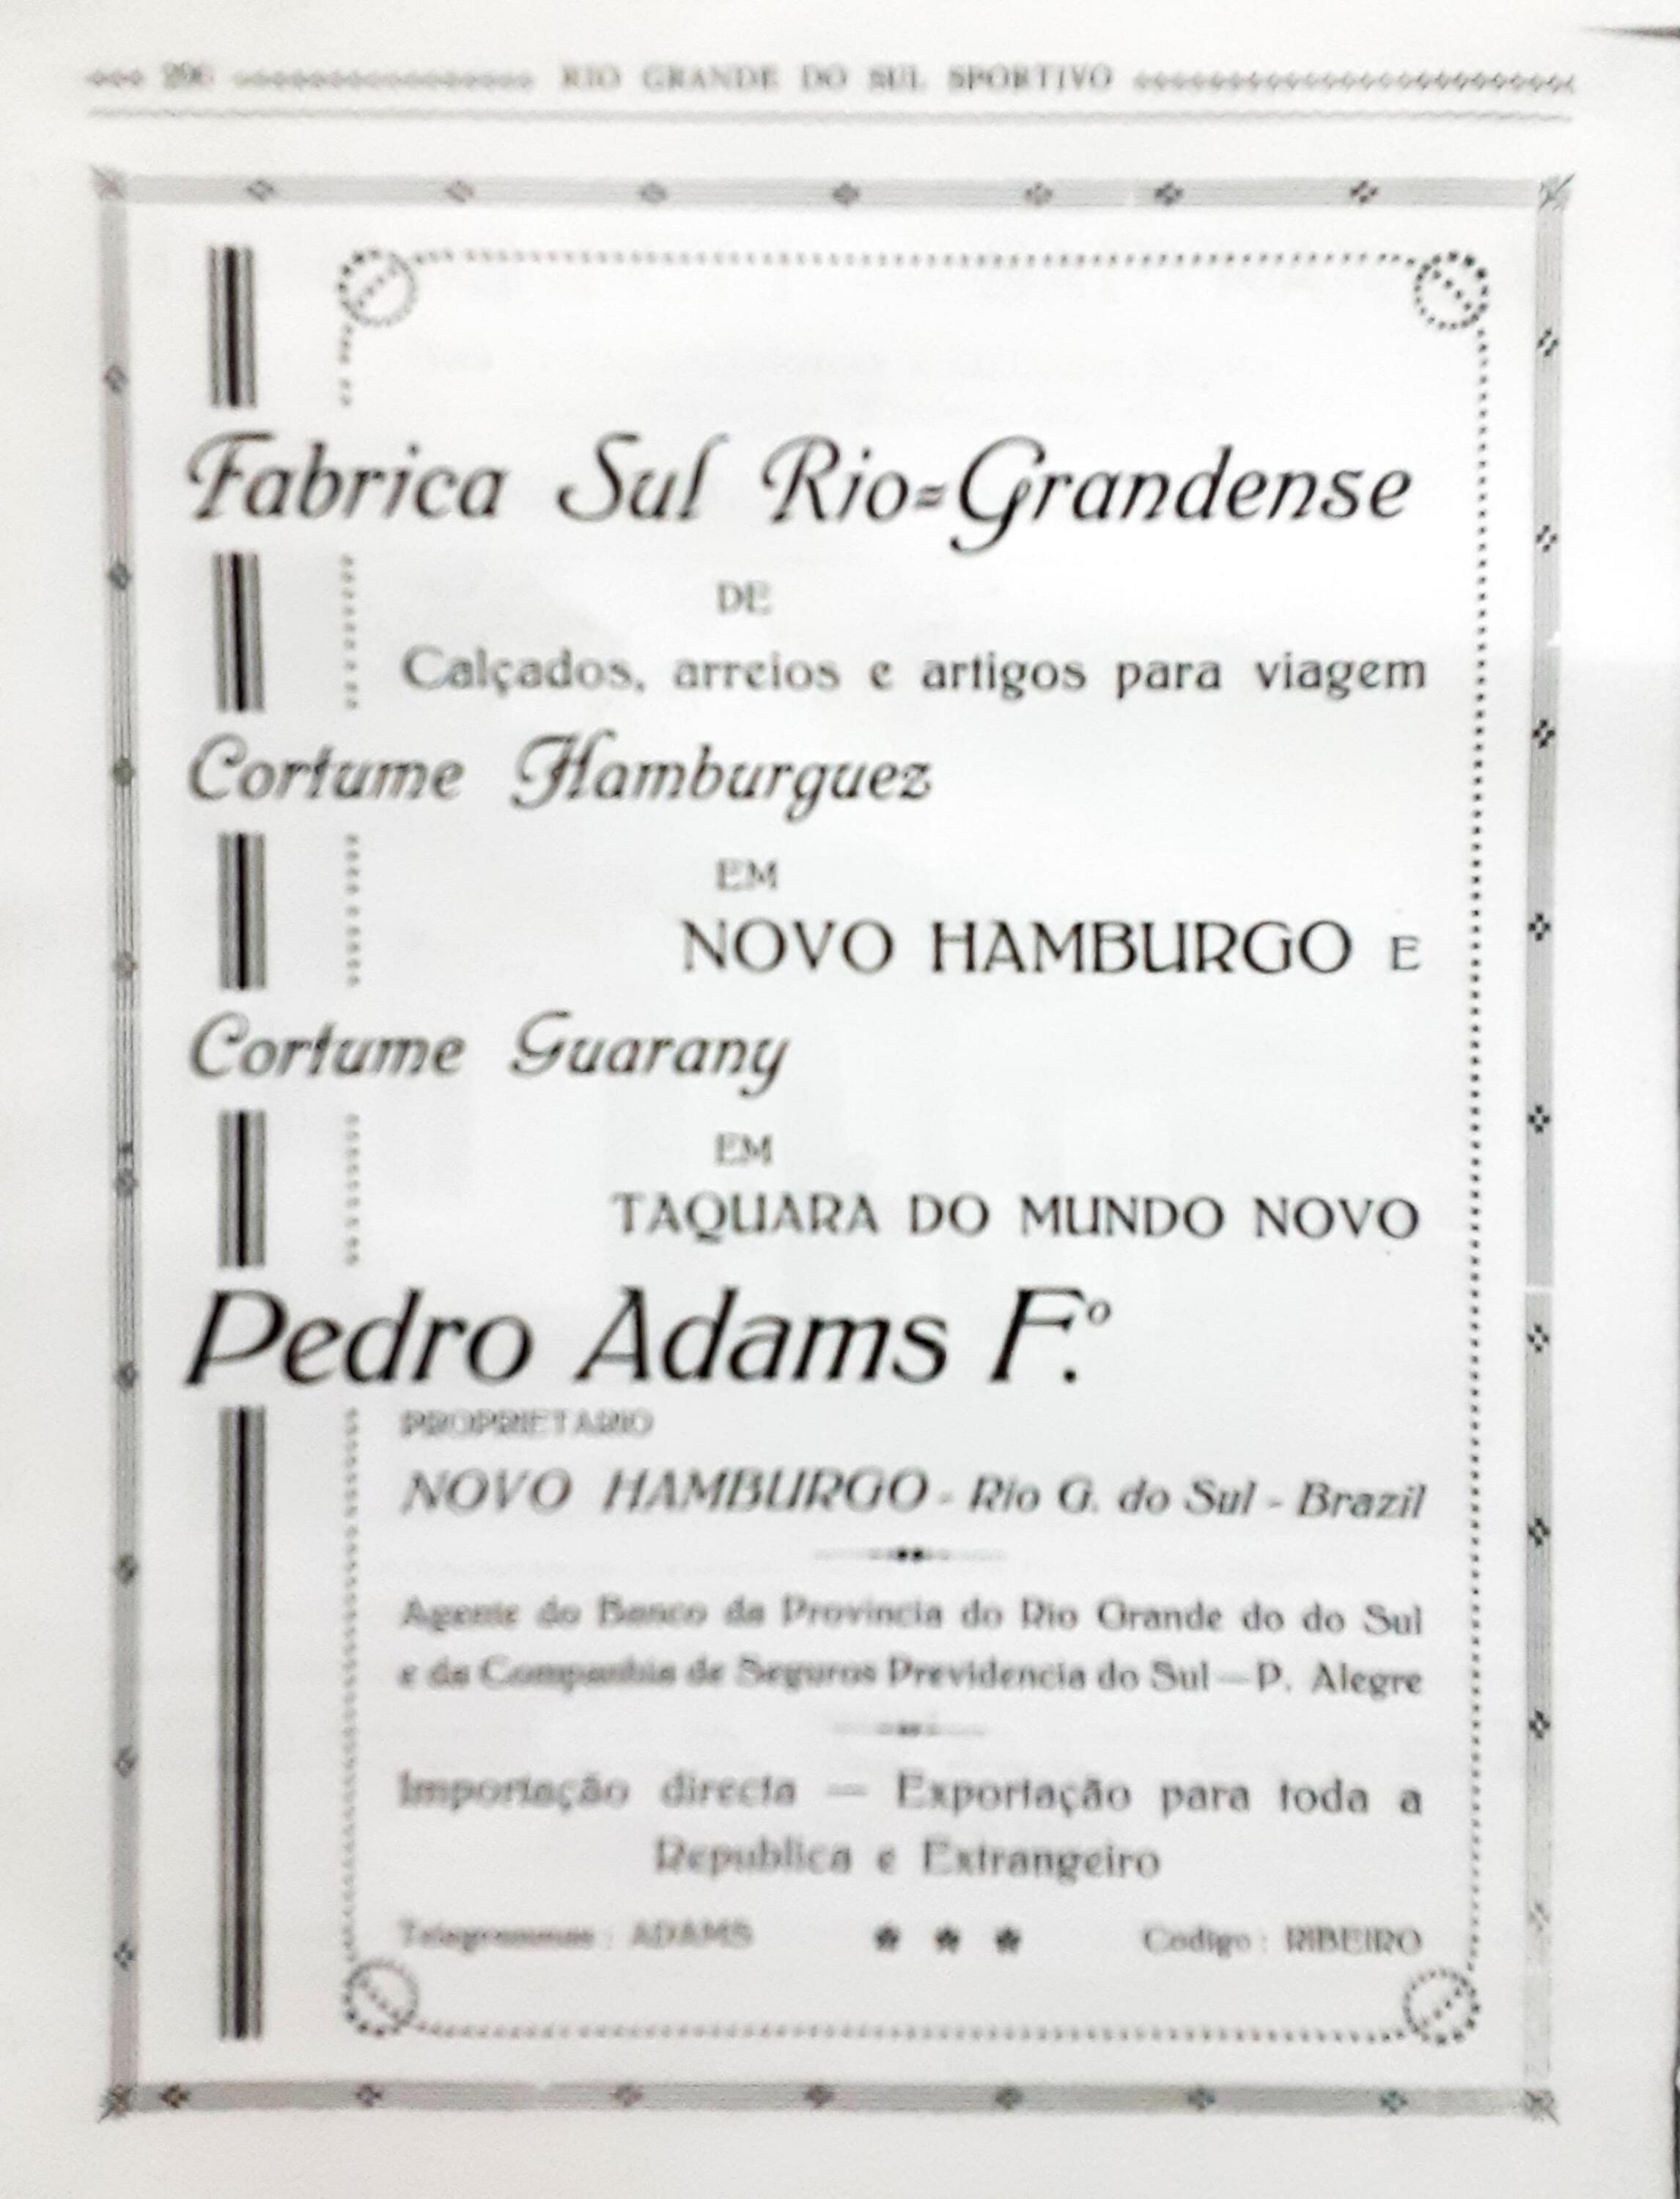 RIO GRANDE DO SUL SPORTIVO
Fabrica Sul Rio=Grandense
DE
Calçados, arreios e artigos para viagem
Cortume Hamburguez
EM
NOVO HAMBURGO E
Cortume Guarany
EM
TAQUARA DO MUNDO NOVO
Pedro Adams F.º
PROPRIETARIO
NOVO HAMBURGO - Rio G. do Sul - Brazil
Agente do Banco da Provincia do Rio Grande do do Sul
e da Companhia de Seguros Previdencia do Sul — P. Alegre
Importação directa — Exportação para toda a
Republica e Extrangeiro
Telegrammas : ADAMS * * * Codigo : RIBEIRO